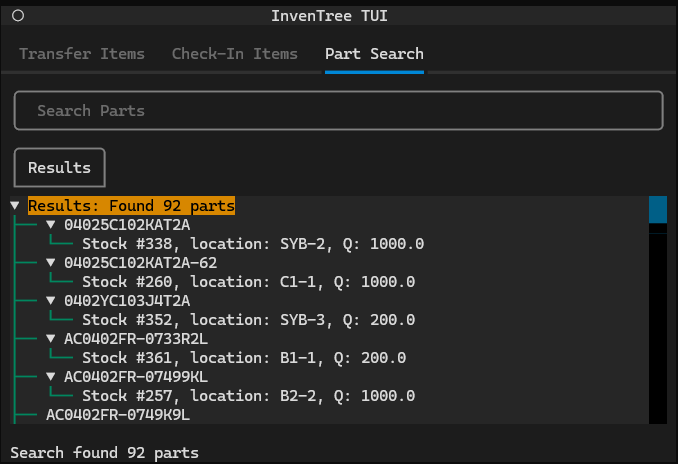 InvenTree TUI
Transfer Items Check-In Items Part Search
Search Parts
Results
▼ Results: Found 92 parts
▼ 04025C102KAT2A
Stock #338, location: SYB-2, Q: 1000.0
▼ 04025C102KAT2A-62
Stock #260, location: C1-1, Q: 1000.0
▼ 0402YC103J4T2A
Stock #352, location: SYB-3, Q: 200.0
▼ AC0402FR-0733R2L
Stock #361, location: B1-1, Q: 200.0
▼ AC0402FR-07499KL
Stock #257, location: B2-2, Q: 1000.0
AC0402FR-0749K9L
Search found 92 parts